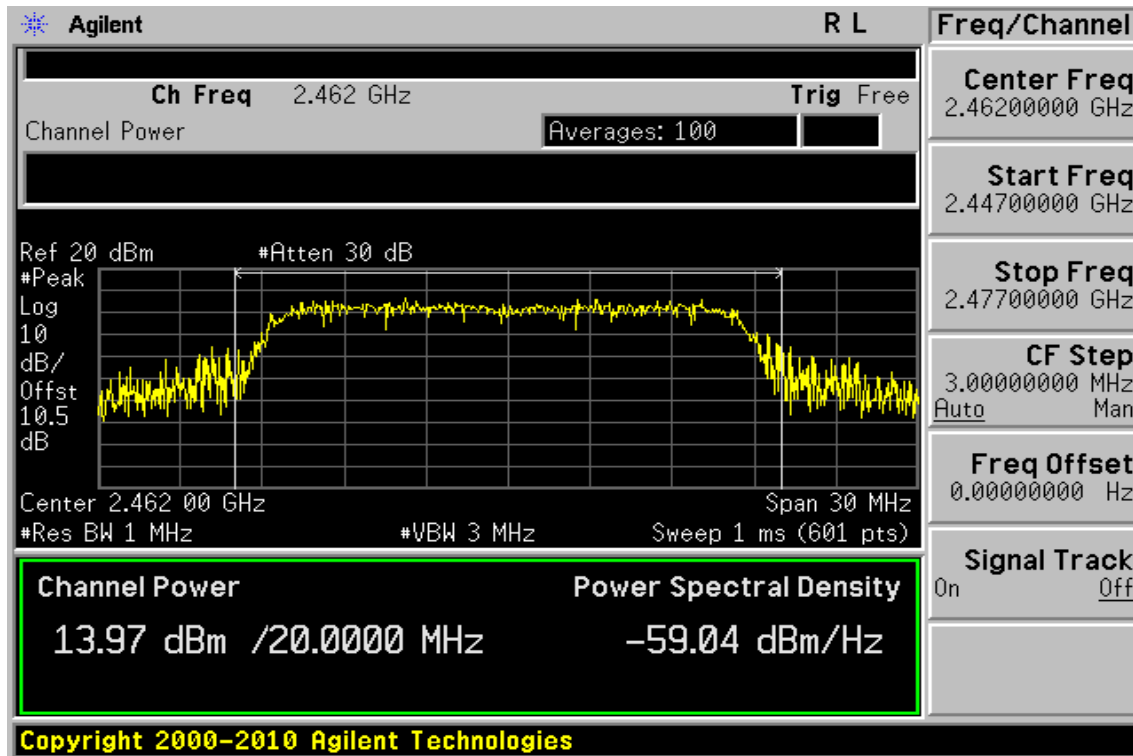 Agilent R L
Ch Freq 2.462 GHz Trig Free
Channel Power Averages: 100
Ref 20 dBm #Atten 30 dB
#Peak
Log
10
dB/
Offst
10.5
dB
Center 2.462 00 GHz Span 30 MHz
#Res BW 1 MHz #VBW 3 MHz Sweep 1 ms (601 pts)
Channel Power Power Spectral Density
13.97 dBm /20.0000 MHz -59.04 dBm/Hz
Copyright 2000-2010 Agilent Technologies
Freq/Channel
Center Freq
2.46200000 GHz
Start Freq
2.44700000 GHz
Stop Freq
2.47700000 GHz
CF Step
3.00000000 MHz
Auto Man
Freq Offset
0.00000000 Hz
Signal Track
On Off